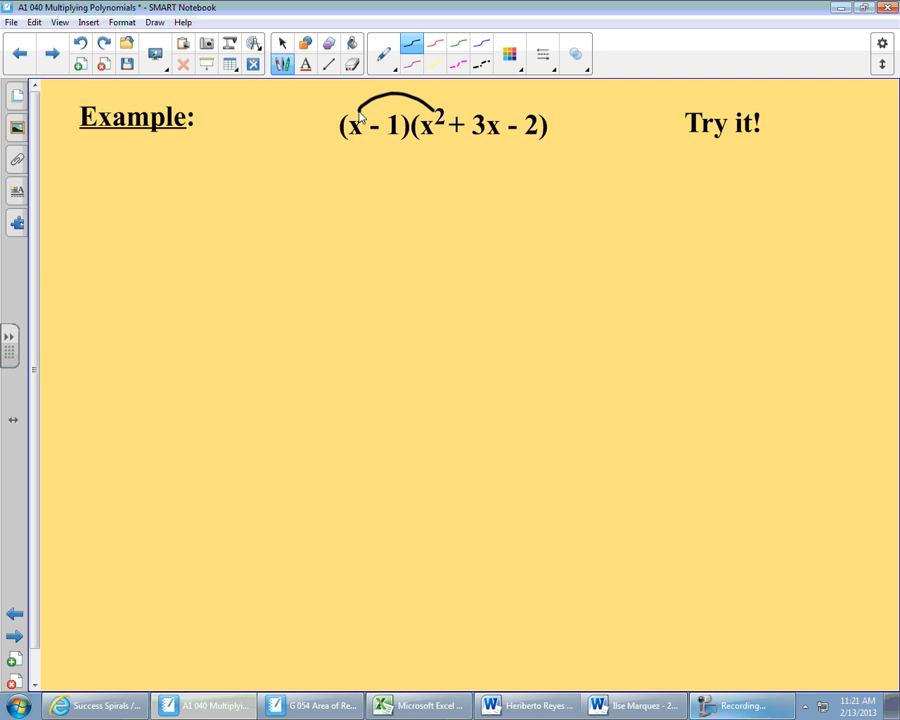 A1 040 Multiplying Polynomials * - SMART Notebook
File Edit View Insert Format Draw Help
Example: (x - 1)(x² + 3x - 2) Try it!
Success Spirals /... A1 040 Multiplyi... G 054 Area of Re... Microsoft Excel ... Heriberto Reyes ... Ilse Marquez - 2... Recording... 11:21 AM
2/13/2013